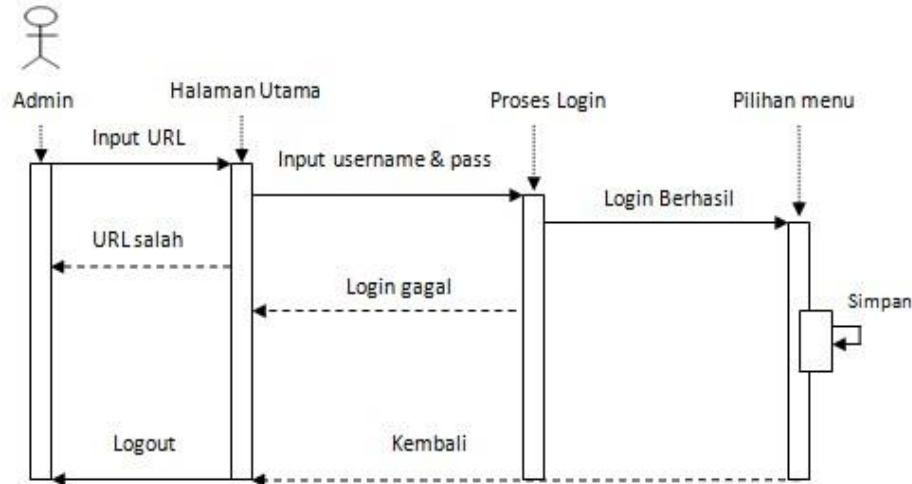 Admin
Halaman Utama
Proses Login
Pilihan menu
Input URL
Input username & pass
Login Berhasil
URL salah
Login gagal
Simpan
Logout
Kembali